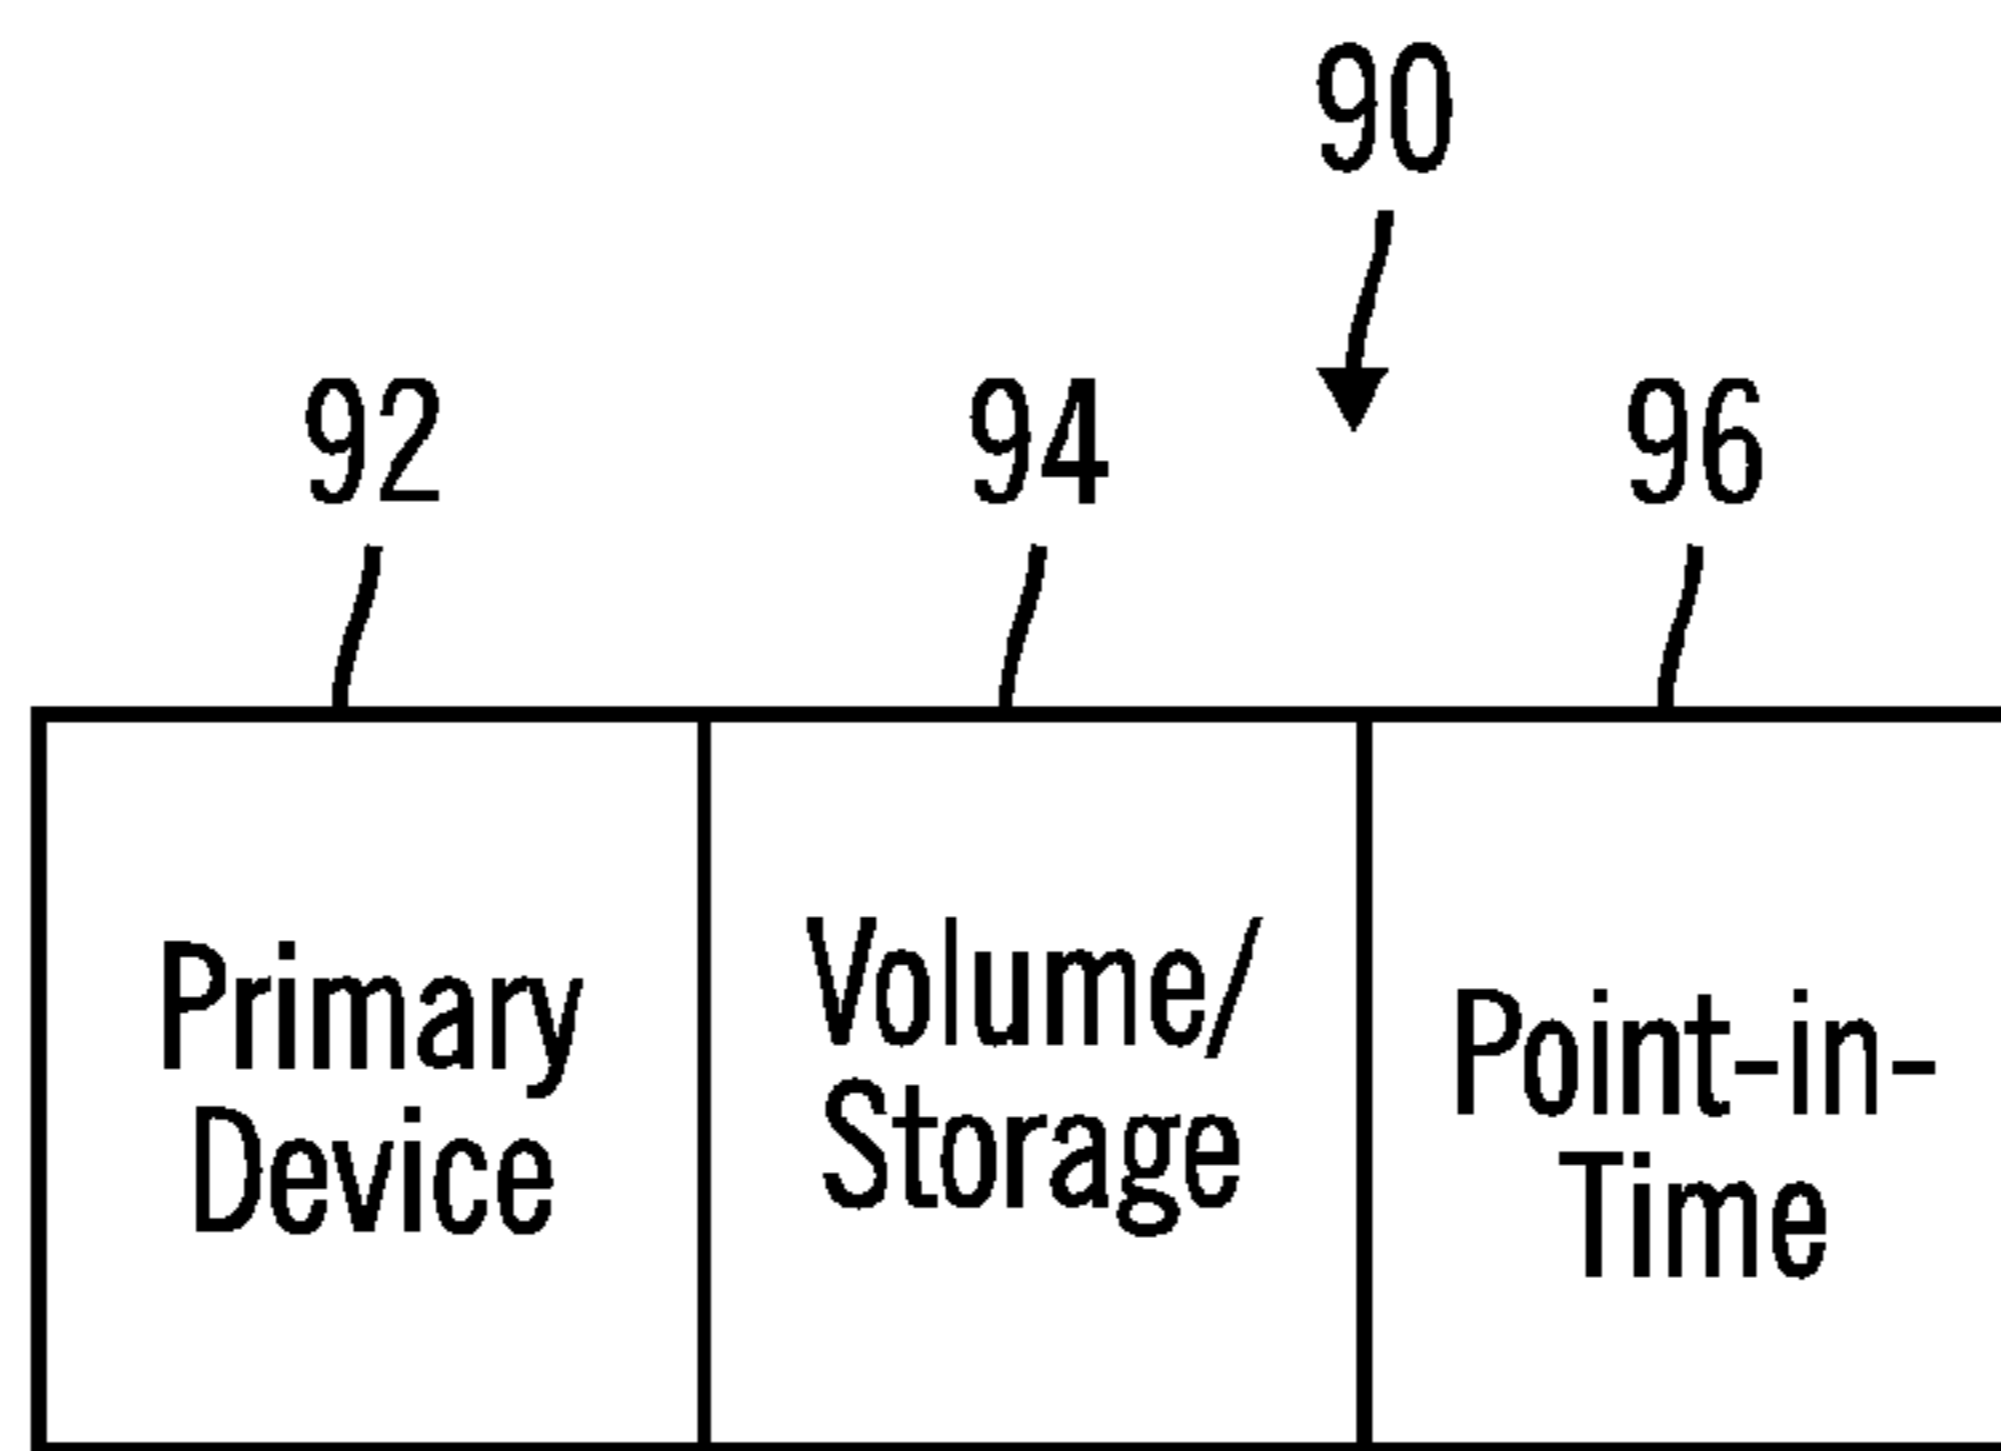 90
92
94
96
Primary
Device
Volume/
Storage
Point-in-
Time